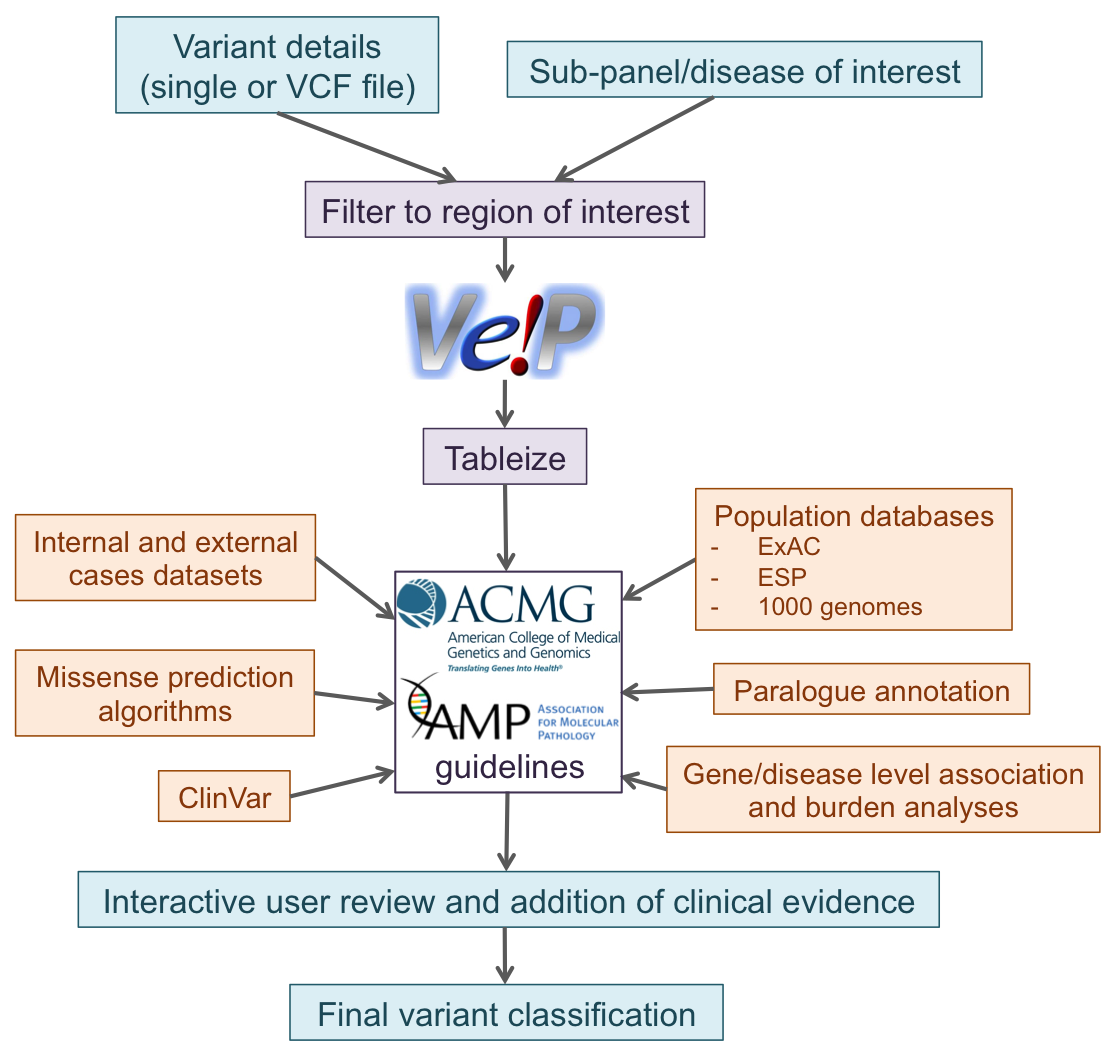 Variant details
(single or VCF file)
Sub-panel/disease of interest
Filter to region of interest
Ve!P
Tableize
Internal and external
cases datasets
Population databases
- ExAC
- ESP
- 1000 genomes
ACMG
American College of Medical
Genetics and Genomics
Translating Genes Into Health®
Missense prediction
algorithms
Paralogue annotation
AMP
ASSOCIATION
FOR MOLECULAR
PATHOLOGY
guidelines
ClinVar
Gene/disease level association
and burden analyses
Interactive user review and addition of clinical evidence
Final variant classification